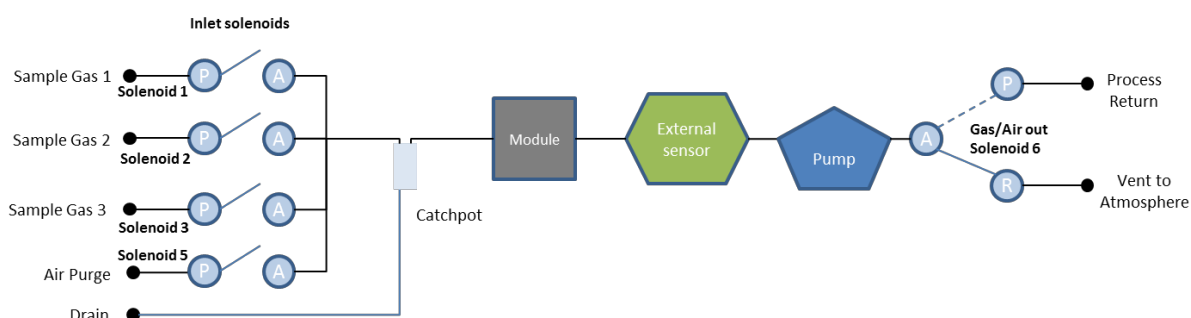 Inlet solenoids
Sample Gas 1
P
A
Solenoid 1
Sample Gas 2
P
A
Solenoid 2
Sample Gas 3
P
A
Solenoid 3
Solenoid 5
Air Purge
P
A
Drain
Catchpot
Module
External
sensor
Pump
A
P
Process
Return
Gas/Air out
Solenoid 6
R
Vent to
Atmosphere